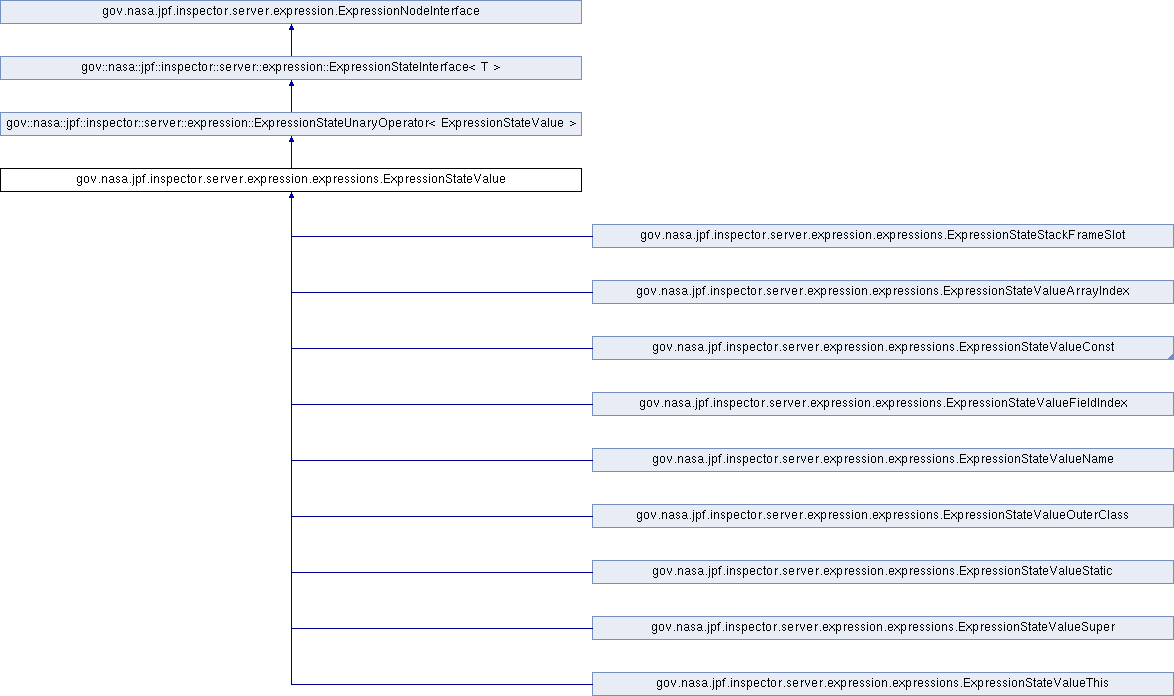 gov.nasa.jpf.inspector.server.expression.ExpressionNodeInterface
gov::nasa::jpf::inspector::server::expression::ExpressionStateInterface< T >
gov::nasa::jpf::inspector::server::expression::ExpressionStateUnaryOperator< ExpressionStateValue >
gov.nasa.jpf.inspector.server.expression.expressions.ExpressionStateValue
gov.nasa.jpf.inspector.server.expression.expressions.ExpressionStateStackFrameSlot
gov.nasa.jpf.inspector.server.expression.expressions.ExpressionStateValueArrayIndex
gov.nasa.jpf.inspector.server.expression.expressions.ExpressionStateValueConst
gov.nasa.jpf.inspector.server.expression.expressions.ExpressionStateValueFieldIndex
gov.nasa.jpf.inspector.server.expression.expressions.ExpressionStateValueName
gov.nasa.jpf.inspector.server.expression.expressions.ExpressionStateValueOuterClass
gov.nasa.jpf.inspector.server.expression.expressions.ExpressionStateValueStatic
gov.nasa.jpf.inspector.server.expression.expressions.ExpressionStateValueSuper
gov.nasa.jpf.inspector.server.expression.expressions.ExpressionStateValueThis